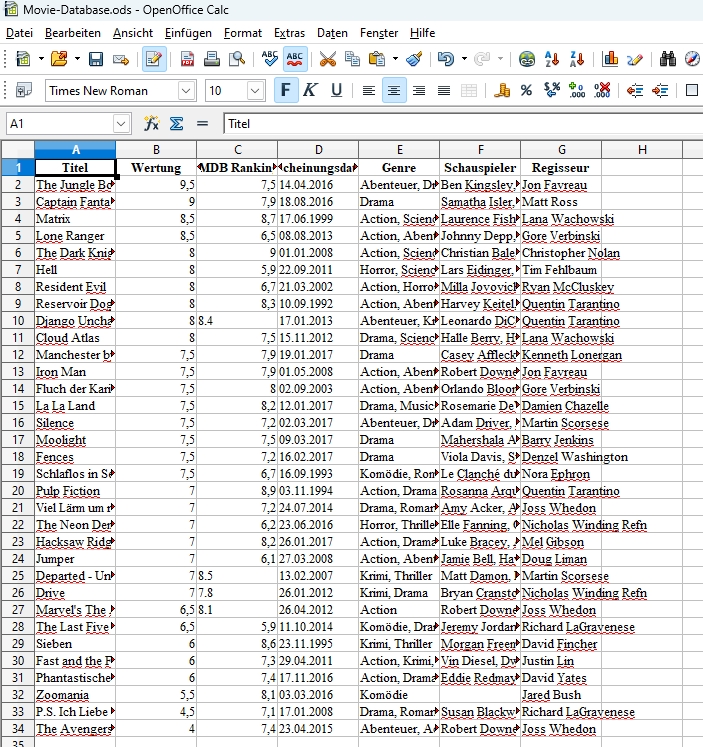 Movie-Database.ods - OpenOffice Calc
Datei Bearbeiten Ansicht Einfügen Format Extras Daten Fenster Hilfe
Times New Roman 10 F K U
A1 Titel
A B C D E F G H
1 Titel Wertung MDB Rankin cheinungsda Genre Schauspieler Regisseur
2 The Jungle Bo 9,5 7,5 14.04.2016 Abenteuer, Dr Ben Kingsley, Jon Favreau
3 Captain Fanta 9 7,9 18.08.2016 Drama Samatha Isler, Matt Ross
4 Matrix 8,5 8,7 17.06.1999 Action, Scienc Laurence Fish Lana Wachowski
5 Lone Ranger 8,5 6,5 08.08.2013 Action, Aben Johnny Depp, Gore Verbinski
6 The Dark Knig 8 9 01.01.2008 Action, Scienc Christian Bale Christopher Nolan
7 Hell 8 5,9 22.09.2011 Horror, Scienc Lars Eidinger, Tim Fehlbaum
8 Resident Evil 8 6,7 21.03.2002 Action, Horro Milla Jovovicl Ryan McCluskey
9 Reservoir Dog 8 8,3 10.09.1992 Action, Aben Harvey Keitel Quentin Tarantino
10 Django Uncha 8 8.4 17.01.2013 Abenteuer, Kr Leonardo DiC Quentin Tarantino
11 Cloud Atlas 8 7,5 15.11.2012 Drama, Scienc Halle Berry, H Lana Wachowski
12 Manchester b 7,5 7,9 19.01.2017 Drama Casey Affleck Kenneth Lonergan
13 Iron Man 7,5 7,9 01.05.2008 Action, Aben Robert Downe Jon Favreau
14 Fluch der Kar 7,5 8 02.09.2003 Action, Aben Orlando Bloor Gore Verbinski
15 La La Land 7,5 8,2 12.01.2017 Drama, Music Rosemarie De Damien Chazelle
16 Silence 7,5 7,2 02.03.2017 Abenteuer, Dr Adam Driver, Martin Scorsese
17 Moolight 7,5 7,5 09.03.2017 Drama Mahershala A Barry Jenkins
18 Fences 7,5 7,2 16.02.2017 Drama Viola Davis, S Denzel Washington
19 Schlaflos in Se 7,5 6,7 16.09.1993 Komödie, Rom Le Clanché du Nora Ephron
20 Pulp Fiction 7 8,9 03.11.1994 Action, Drama Rosanna Arqu Quentin Tarantino
21 Viel Lärm um r 7 7,2 24.07.2014 Drama, Romar Amy Acker, A Joss Whedon
22 The Neon Der 7 6,2 23.06.2016 Horror, Thrille Elle Fanning, Nicholas Winding Refn
23 Hacksaw Ridg 7 8,2 26.01.2017 Action, Drama Luke Bracey, Mel Gibson
24 Jumper 7 6,1 27.03.2008 Action, Aben Jamie Bell, Ha Doug Liman
25 Departed - Un 7 8.5 13.02.2007 Krimi, Thriller Matt Damon, Martin Scorsese
26 Drive 7 7.8 26.01.2012 Krimi, Drama Bryan Cransto Nicholas Winding Refn
27 Marvel's The 6,5 8.1 26.04.2012 Action Robert Downe Joss Whedon
28 The Last Five 6,5 5,9 11.10.2014 Komödie, Dra Jeremy Jordan Richard LaGravenese
29 Sieben 6 8,6 23.11.1995 Krimi, Thriller Morgan Freen David Fincher
30 Fast and the F 6 7,3 29.04.2011 Action, Krimi, Vin Diesel, Dw Justin Lin
31 Phantastische 6 7,4 17.11.2016 Action, Drama Eddie Redmay David Yates
32 Zoomania 5,5 8,1 03.03.2016 Komödie Jared Bush
33 P.S. Ich Liebe 4,5 7,1 17.01.2008 Drama, Romar Susan Blackw Richard LaGravenese
34 The Avengers 4 7,4 23.04.2015 Abenteuer, A Robert Downe Joss Whedon
35